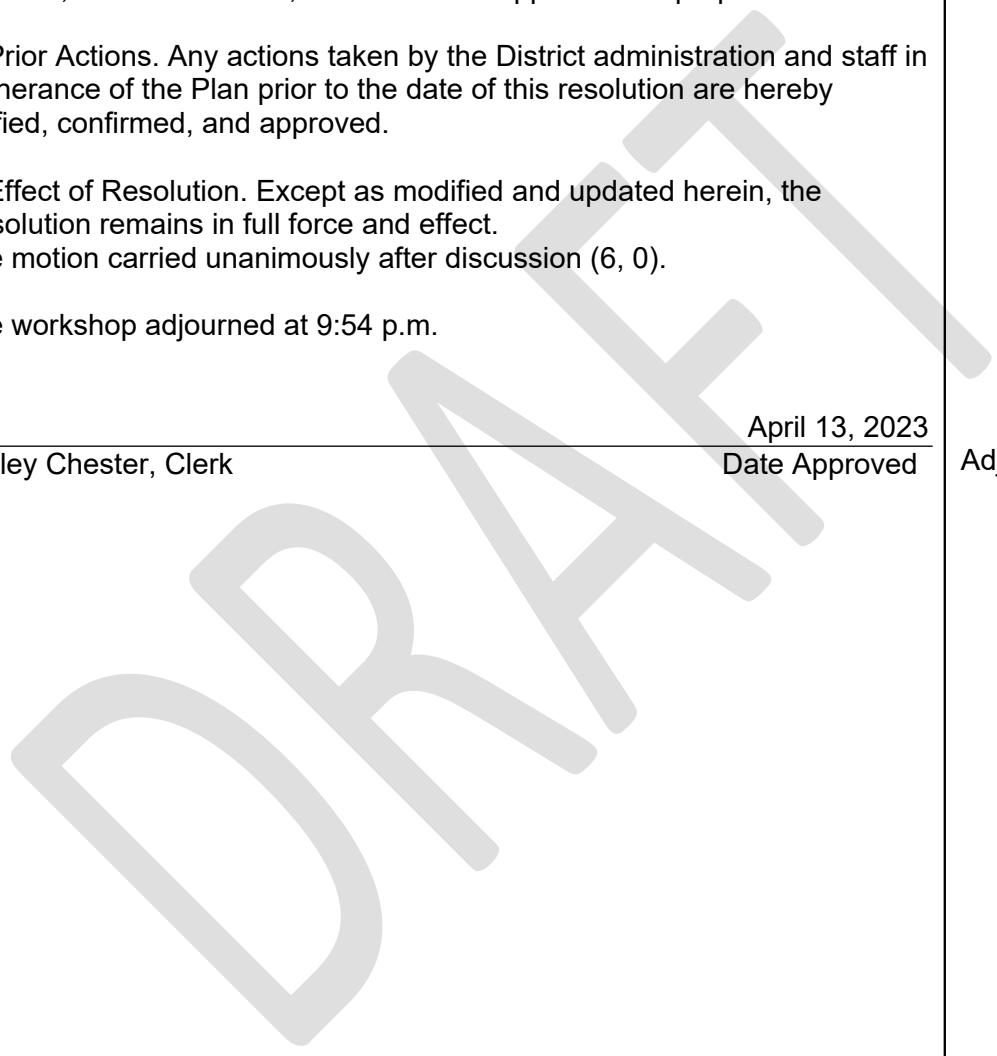 Prior Actions. Any actions taken by the District administration and staff in
herance of the Plan prior to the date of this resolution are hereby
fied, confirmed, and approved.
Effect of Resolution. Except as modified and updated herein, the
solution remains in full force and effect.
e motion carried unanimously after discussion (6, 0).
e workshop adjourned at 9:54 p.m.
April 13, 2023
ley Chester, Clerk Date Approved
Adj
DRAFT